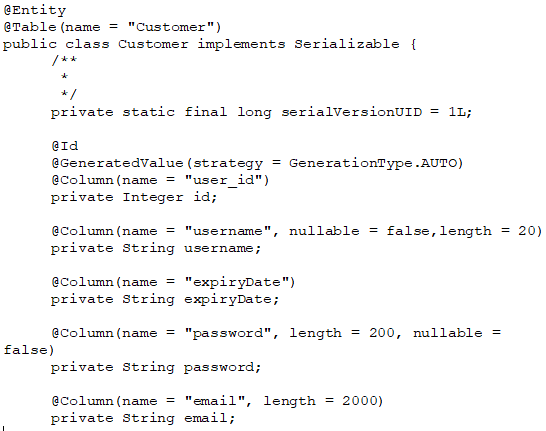 @Entity
@Table(name = "Customer")
public class Customer implements Serializable {
/**
*
*/
private static final long serialVersionUID = 1L;
@Id
@GeneratedValue(strategy = GenerationType.AUTO)
@Column(name = "user_id")
private Integer id;
@Column(name = "username", nullable = false,length = 20)
private String username;
@Column(name = "expiryDate")
private String expiryDate;
@Column(name = "password", length = 200, nullable =
false)
private String password;
@Column(name = "email", length = 2000)
private String email;